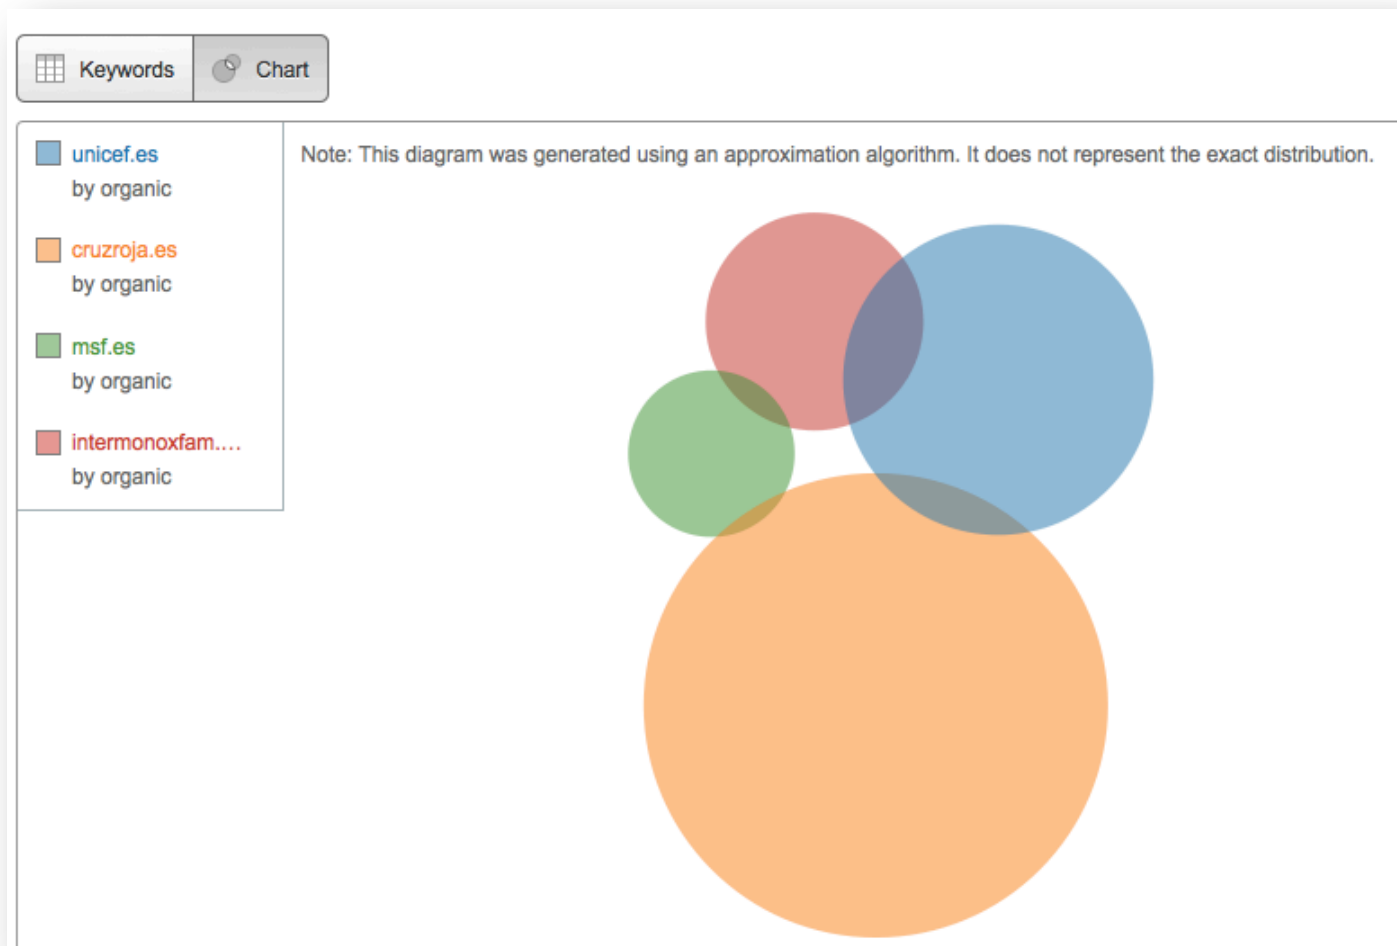 Keywords
Chart
unicef.es
by organic
cruzroja.es
by organic
msf.es
by organic
intermonoxfam....
by organic
Note: This diagram was generated using an approximation algorithm. It does not represent the exact distribution.